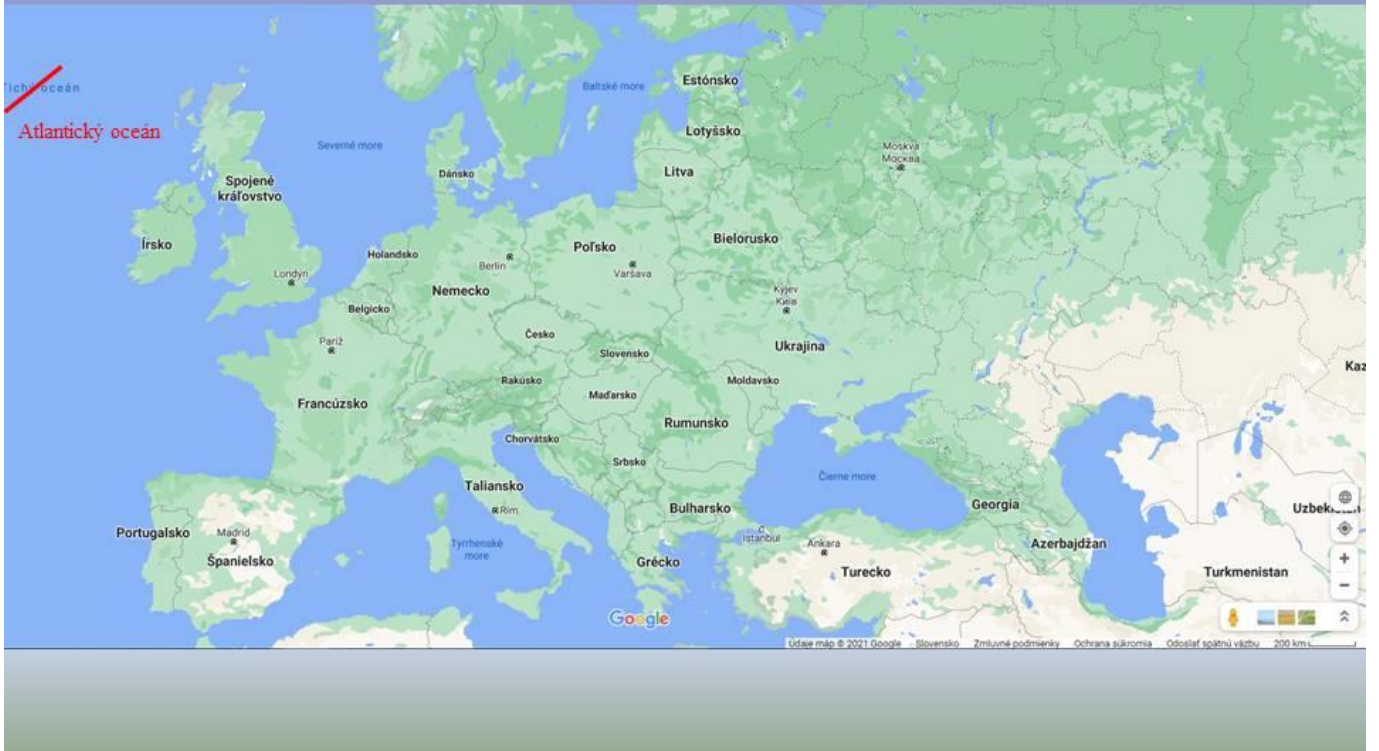 Estónsko
Tichý oceán
Baltské more
Atlantický oceán
Lotyšsko
Severné more
Moskva
Москва
Dánsko
Litva
Spojené
kráľovstvo
Írsko
Bielorusko
Poľsko
Holandsko
Berlín
Varšava
Londýn
Nemecko
Kyjev
Київ
Belgicko
Česko
Paríž
Ukrajina
Slovensko
Kaz
Rakúsko
Moldavsko
Maďarsko
Francúzsko
Rumunsko
Chorvátsko
Srbsko
Čierne more
Taliansko
Rím
Bulharsko
Georgia
Portugalsko
Madrid
Istanbul
Ankara
Azerbajdžan
Tyrrhenské
more
Španielsko
Grécko
Turecko
Turkmenistan
Google
Údaje máp © 2021 Google Slovensko Zmluvné podmienky Ochrana súkromia Odoslať spätnú väzbu 200 km